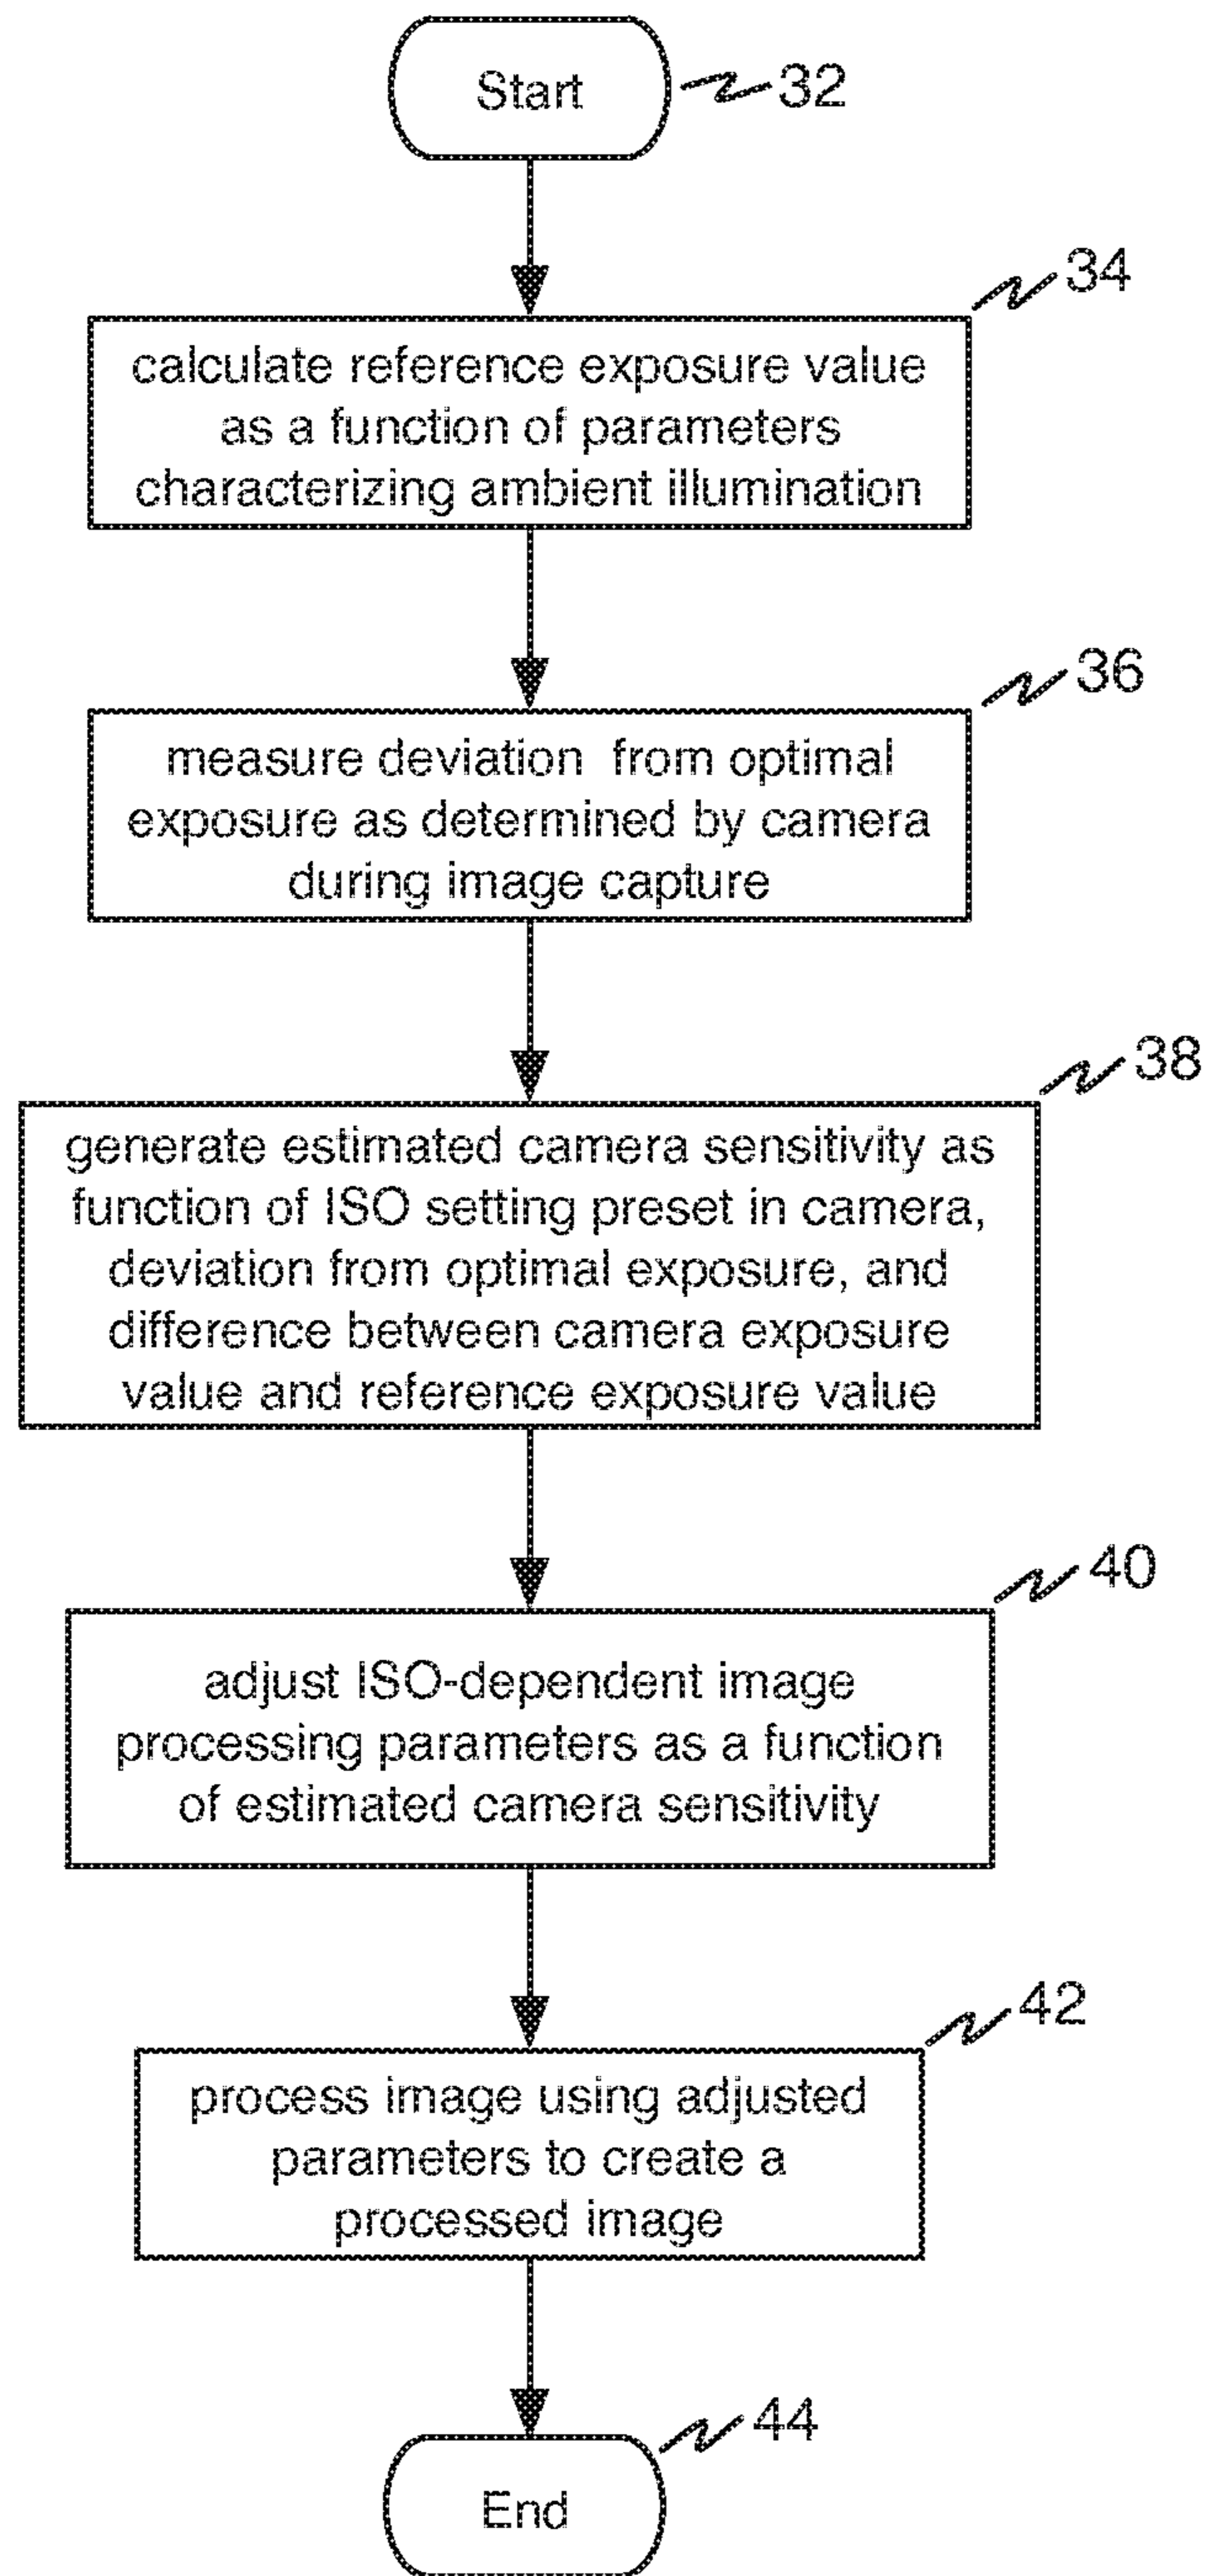 Start
32
34
calculate reference exposure value
as a function of parameters
characterizing ambient illumination
36
measure deviation from optimal
exposure as determined by camera
during image capture
38
generate estimated camera sensitivity as
function of ISO setting preset in camera,
deviation from optimal exposure, and
difference between camera exposure
value and reference exposure value
40
adjust ISO-dependent image
processing parameters as a function
of estimated camera sensitivity
42
process image using adjusted
parameters to create a
processed image
44
End